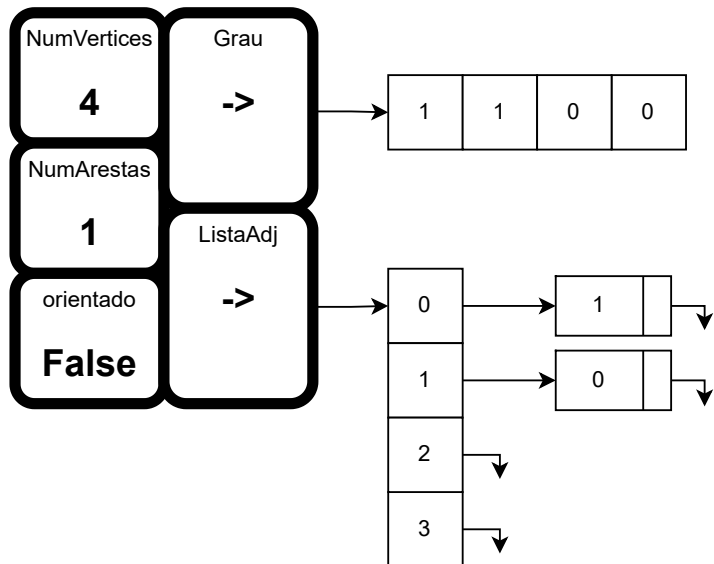 NumVertices
4
Grau
->
1 1 0 0
NumArestas
1
ListaAdj
->
orientado
False
0 1
1 0
2
3